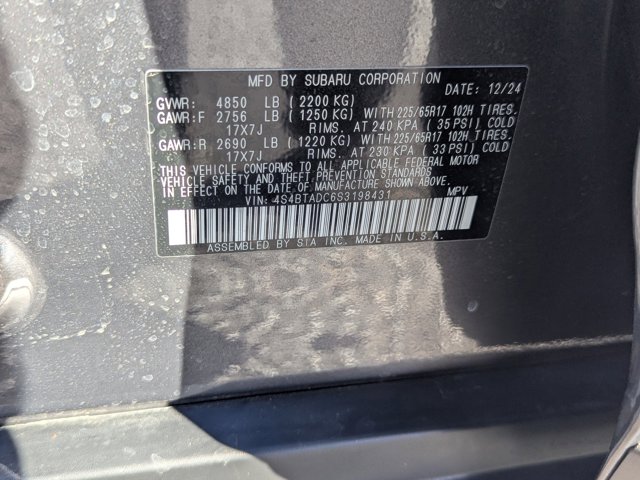 MFD BY SUBARU CORPORATION
DATE: 12/24
GVWR: 4850 LB (2200 KG)
GAWR:F 2756 LB (1250 KG) WITH 225/65R17 102H TIRES.
17X7J RIMS. AT 240 KPA (35 PSI) COLD
GAWR:R 2690 LB (1220 KG) WITH 225/65R17 102H TIRES.
17X7J RIMS. AT 230 KPA (33 PSI) COLD
THIS VEHICLE CONFORMS TO ALL APPLICABLE FEDERAL MOTOR
VEHICLE SAFETY AND THEFT PREVENTION STANDARDS
IN EFFECT ON THE DATE OF MANUFACTURE SHOWN ABOVE.
VIN: 4S4BTADC6S3198431 MPV
ASSEMBLED BY SIA INC. MADE IN U.S.A.